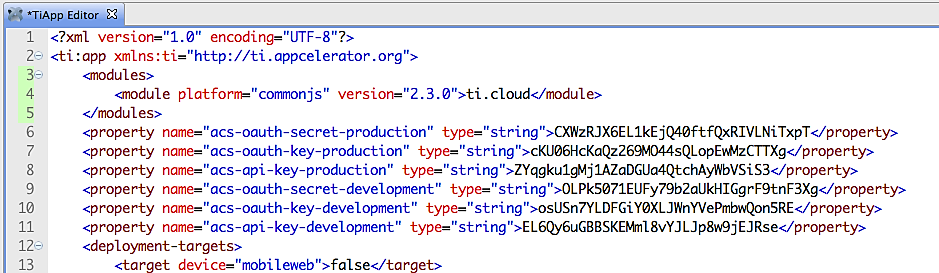 *TiApp Editor
1 <?xml version="1.0" encoding="UTF-8"?>
2 <ti:app xmlns:ti="http://ti.appcelerator.org">
3 <modules>
4 <module platform="commonjs" version="2.3.0">ti.cloud</module>
5 </modules>
6 <property name="acs-oauth-secret-production" type="string">CXWzRJX6EL1kEjQ40ftfQxRIVLNiTxpT</property>
7 <property name="acs-oauth-key-production" type="string">cKU06HcKaQz269MO44sQLopEwMzCTTXg</property>
8 <property name="acs-api-key-production" type="string">ZYqgku1gMj1AZaDGUa4QtchAyWbVSiS3</property>
9 <property name="acs-oauth-secret-development" type="string">OLPk5071EUFy79b2aUkHIGgrF9tnF3Xg</property>
10 <property name="acs-oauth-key-development" type="string">osUSn7YLDFGiY0XLJWnYVePmbwQon5RE</property>
11 <property name="acs-api-key-development" type="string">EL6Qy6uGBBSKEMml8vYJLJp8w9jEJRse</property>
12 <deployment-targets>
13 <target device="mobileweb">false</target>